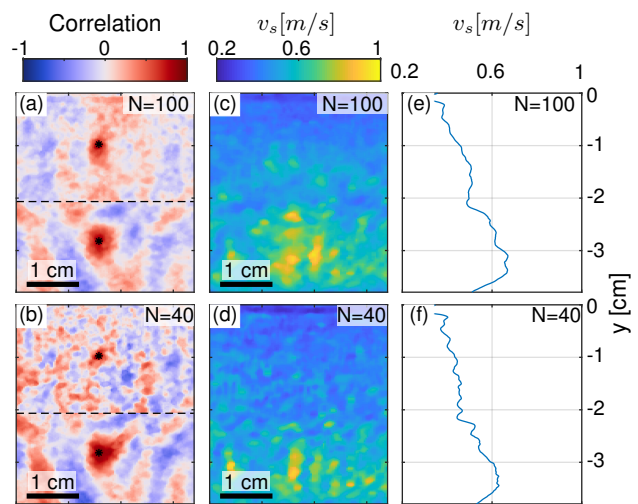 Correlation
v_s[m/s]
v_s[m/s]
-1 0 1
0.2 0.6 1
0.2 0.6 1
(a) N=100
1 cm
(c) N=100
(e) N=100
0
-1
-2
-3
(b) N=40
1 cm
(d) N=40
1 cm
(f) N=40
0
-1
-2
-3
1 cm
y [cm]